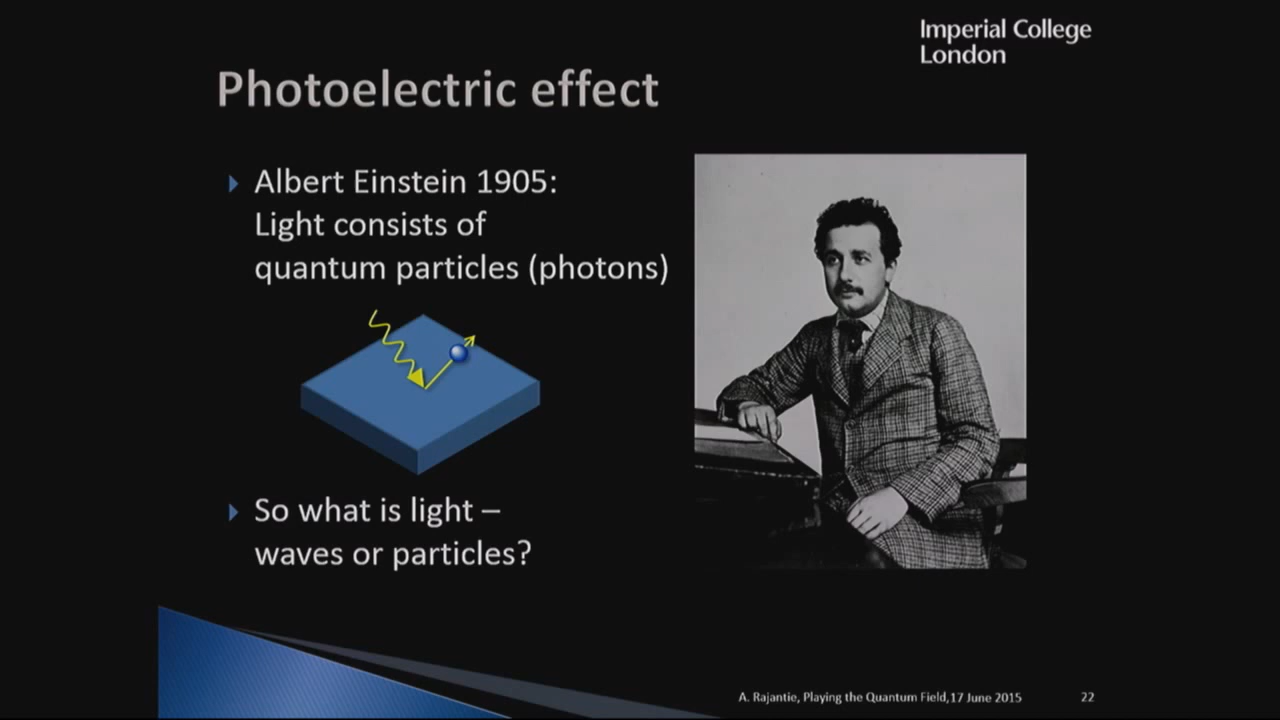 Imperial College
London
Photoelectric effect
Albert Einstein 1905:
Light consists of
quantum particles (photons)
So what is light –
waves or particles?
A. Rajantie, Playing the Quantum Field, 17 June 2015
22